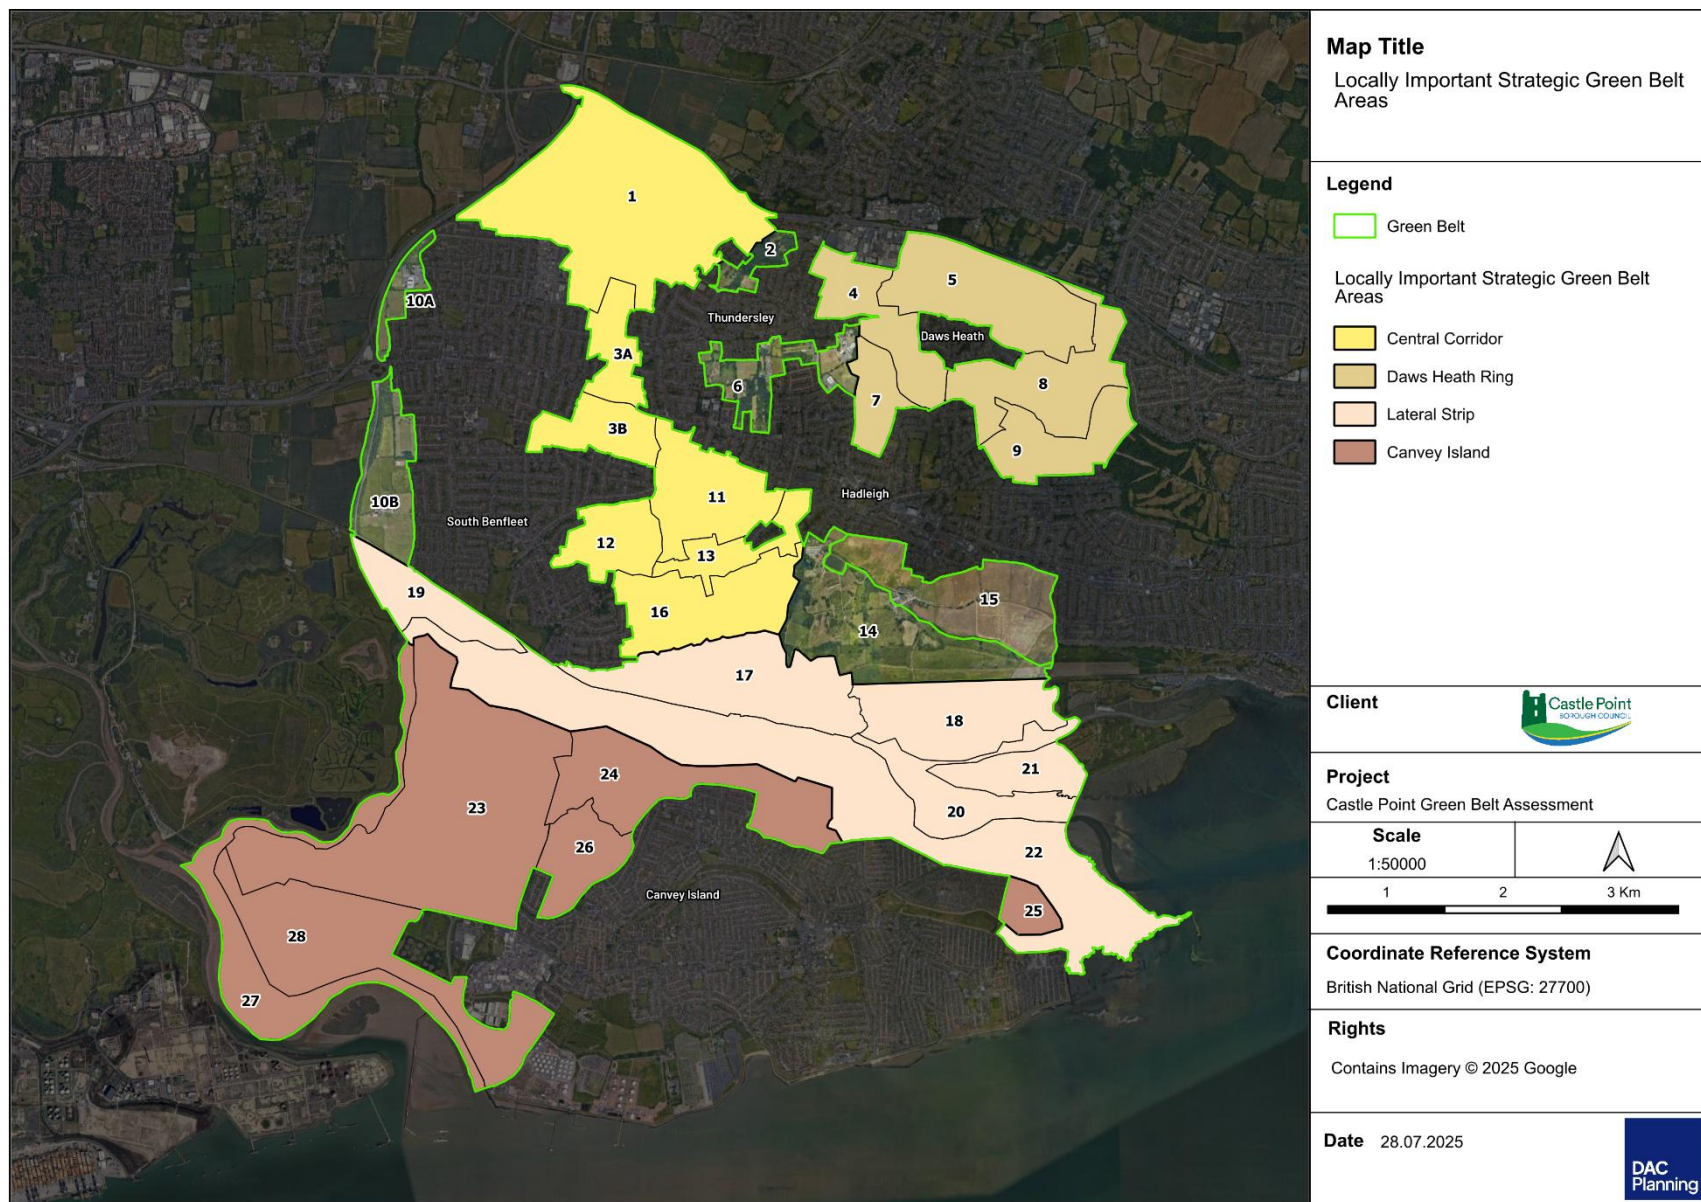 Map Title
Locally Important Strategic Green Belt
Areas
Legend
Green Belt
Locally Important Strategic Green Belt
Areas
Central Corridor
Daws Heath Ring
Lateral Strip
Canvey Island
Client
Castle Point
BOROUGH COUNCIL
Project
Castle Point Green Belt Assessment
Scale
1:50000
1 2 3 Km
Coordinate Reference System
British National Grid (EPSG: 27700)
Rights
Contains Imagery © 2025 Google
Date 28.07.2025
DAC
Planning
1
2
10A
4
5
Thundersley
Daws Heath
3A
6
7
8
3B
9
10B
11
Hadleigh
South Benfleet
12
13
19
16
15
14
17
18
24
21
23
20
26
22
Canvey Island
25
28
27